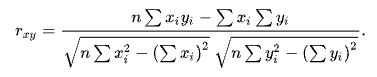 r_{xy} = \frac{n \sum x_i y_i - \sum x_i \sum y_i}{\sqrt{n \sum x_i^2 - (\sum x_i)^2} \sqrt{n \sum y_i^2 - (\sum y_i)^2}}.